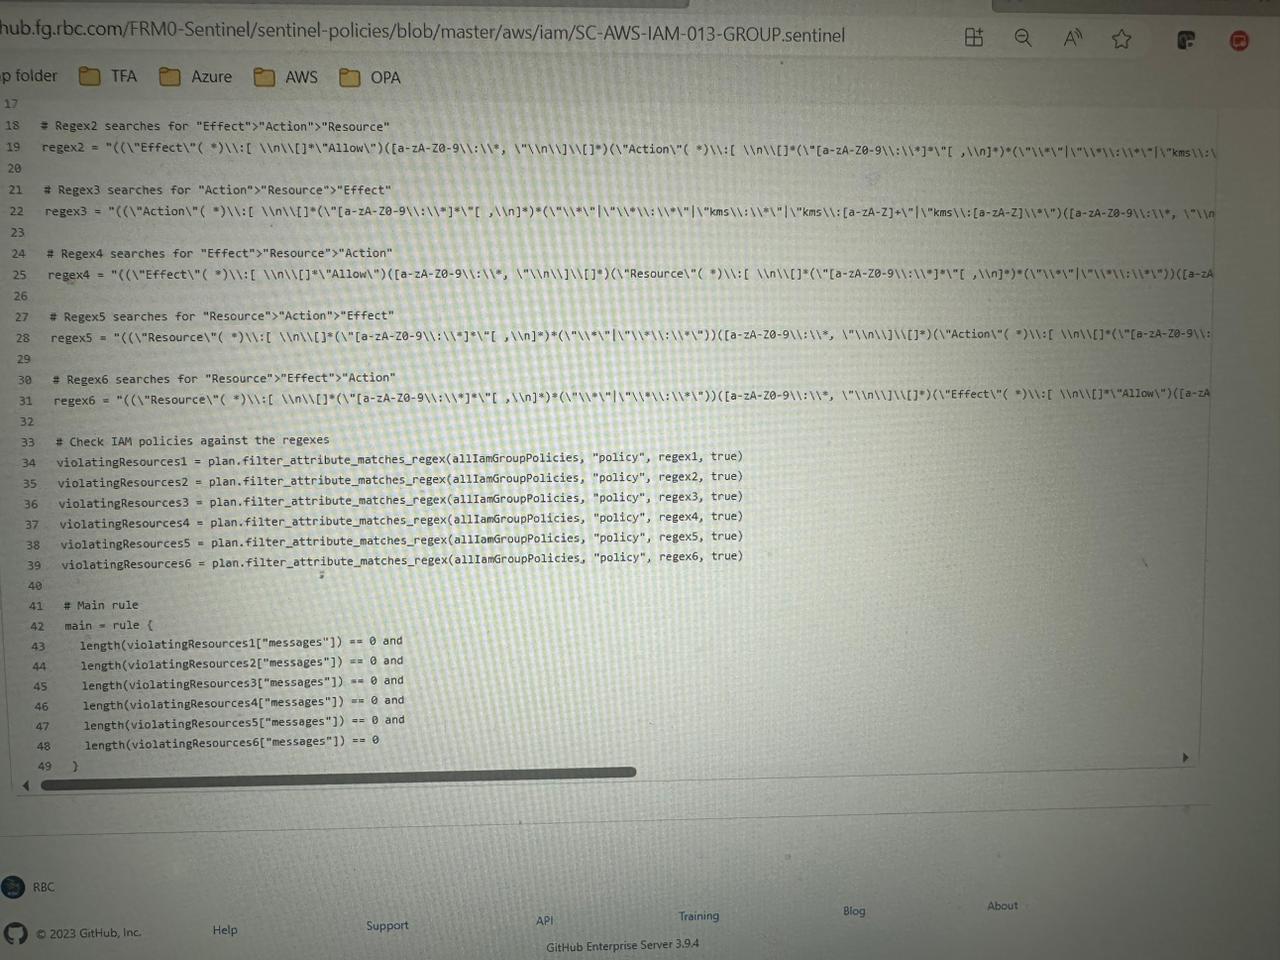 hub.fg.rbc.com/FRM0-Sentinel/sentinel-policies/blob/master/aws/iam/SC-AWS-IAM-013-GROUP.sentinel
p folder TFA Azure AWS OPA
17
18 # Regex2 searches for "Effect">"Action">"Resource"
19 regex2 = "((\"Effect\"( *)\\:[ \\n\\[]*\"Allow\")([a-zA-Z0-9\\:\\*, \"\\n\\]\\[]*)(\"Action\"( *)\\:[ \\n\\[]*(\"[a-zA-Z0-9\\:\\*]*\"[ ,\\n]*)*(\"\\*\"|\"\\*\\:\\*\"|\"kms\\:\
20
21 # Regex3 searches for "Action">"Resource">"Effect"
22 regex3 = "((\"Action\"( *)\\:[ \\n\\[]*(\"[a-zA-Z0-9\\:\\*]*\"[ ,\\n]*)*(\"\\*\"|\"\\*\\:\\*\"|\"kms\\:\\*\"|\"kms\\:[a-zA-Z]+\"|\"kms\\:[a-zA-Z]\\*\")([a-zA-Z0-9\\:\\*, \"\\n
23
24 # Regex4 searches for "Effect">"Resource">"Action"
25 regex4 = "((\"Effect\"( *)\\:[ \\n\\[]*\"Allow\")([a-zA-Z0-9\\:\\*, \"\\n\\]\\[]*)(\"Resource\"( *)\\:[ \\n\\[]*(\"[a-zA-Z0-9\\:\\*]*\"[ ,\\n]*)*(\"\\*\"|\"\\*\\:\\*\"))([a-zA
26
27 # Regex5 searches for "Resource">"Action">"Effect"
28 regex5 = "((\"Resource\"( *)\\:[ \\n\\[]*(\"[a-zA-Z0-9\\:\\*]*\"[ ,\\n]*)*(\"\\*\"|\"\\*\\:\\*\"))([a-zA-Z0-9\\:\\*, \"\\n\\]\\[]*)(\"Action\"( *)\\:[ \\n\\[]*(\"[a-zA-Z0-9\\:
29
30 # Regex6 searches for "Resource">"Effect">"Action"
31 regex6 = "((\"Resource\"( *)\\:[ \\n\\[]*(\"[a-zA-Z0-9\\:\\*]*\"[ ,\\n]*)*(\"\\*\"|\"\\*\\:\\*\"))([a-zA-Z0-9\\:\\*, \"\\n\\]\\[]*)(\"Effect\"( *)\\:[ \\n\\[]*\"Allow\")([a-zA
32
33 # Check IAM policies against the regexes
34 violatingResources1 = plan.filter_attribute_matches_regex(allIamGroupPolicies, "policy", regex1, true)
35 violatingResources2 = plan.filter_attribute_matches_regex(allIamGroupPolicies, "policy", regex2, true)
36 violatingResources3 = plan.filter_attribute_matches_regex(allIamGroupPolicies, "policy", regex3, true)
37 violatingResources4 = plan.filter_attribute_matches_regex(allIamGroupPolicies, "policy", regex4, true)
38 violatingResources5 = plan.filter_attribute_matches_regex(allIamGroupPolicies, "policy", regex5, true)
39 violatingResources6 = plan.filter_attribute_matches_regex(allIamGroupPolicies, "policy", regex6, true)
40
41 # Main rule
42 main = rule {
43 length(violatingResources1["messages"]) == 0 and
44 length(violatingResources2["messages"]) == 0 and
45 length(violatingResources3["messages"]) == 0 and
46 length(violatingResources4["messages"]) == 0 and
47 length(violatingResources5["messages"]) == 0 and
48 length(violatingResources6["messages"]) == 0
49 }
RBC
© 2023 GitHub, Inc. Help Support API Training Blog About
GitHub Enterprise Server 3.9.4